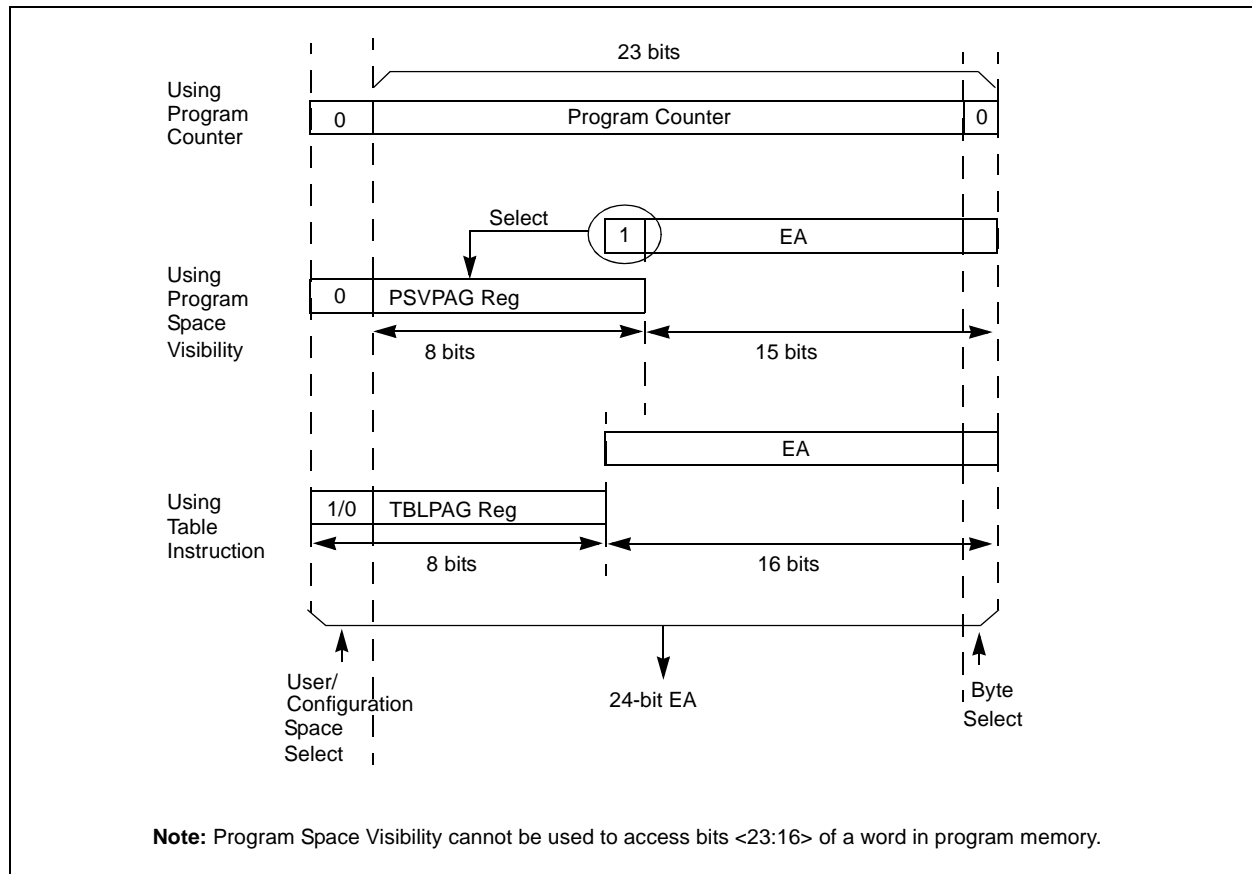 23 bits
Using
Program
Counter
0
Program Counter
0
Select
1
EA
Using
Program
Space
Visibility
0
PSVPAG Reg
8 bits
15 bits
EA
Using
Table
Instruction
1/0
TBLPAG Reg
8 bits
16 bits
User/
Configuration
Space
Select
24-bit EA
Byte
Select
Note: Program Space Visibility cannot be used to access bits <23:16> of a word in program memory.